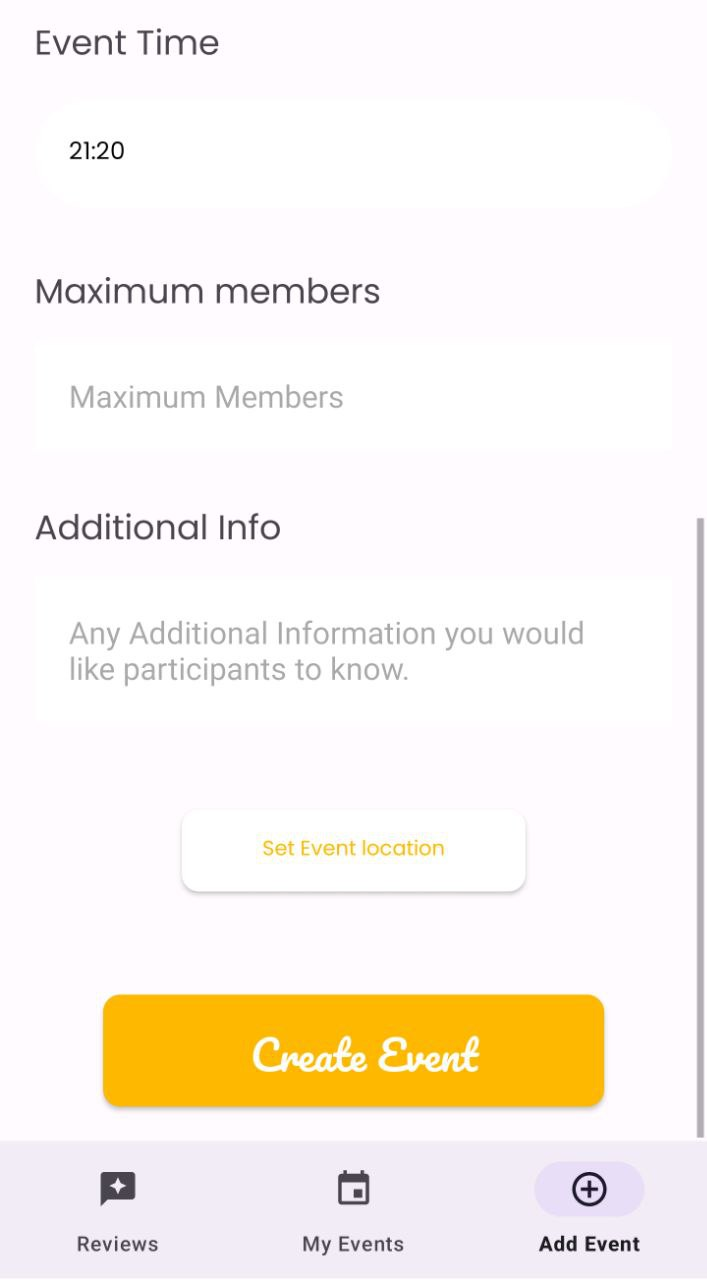 Event Time
21:20
Maximum members
Maximum Members
Additional Info
Any Additional Information you would
like participants to know.
Set Event location
Create Event
Reviews
My Events
Add Event